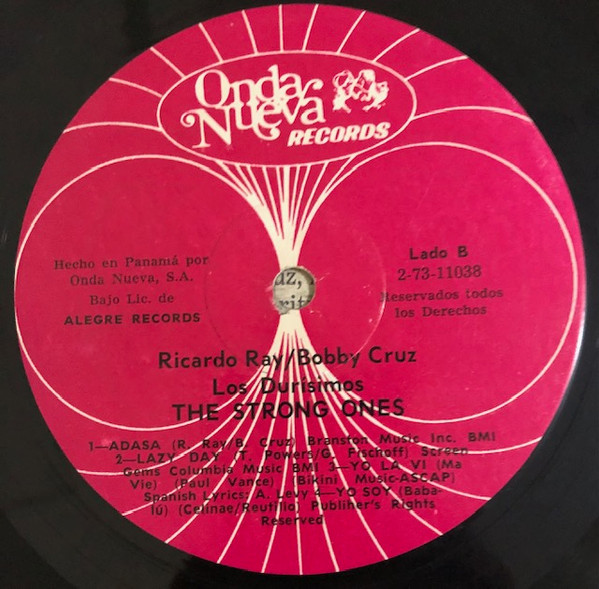 Onda
Nueva
RECORDS
Hecho en Panamá por
Onda Nueva, S.A.
Bajo Lic. de
ALEGRE RECORDS
Lado B
2-73-11038
Reservados todos
los Derechos
Ricardo Ray/Bobby Cruz
Los Durísimos
THE STRONG ONES
1—ADASA (R. Ray/B. Cruz) Branston Music Inc. BMI
2—LAZY DAY (T. Powers/G. Fischoff) Screen
Gems Columbia Music BMI 3—YO LA VI (Ma
Vie) (Paul Vance) (Bikini Music-ASCAP)
Spanish Lyrics; A. Levy 4—YO SOY (Baba-
lú) (Celinae/Reutilio) Publiher's Rights
Reserved